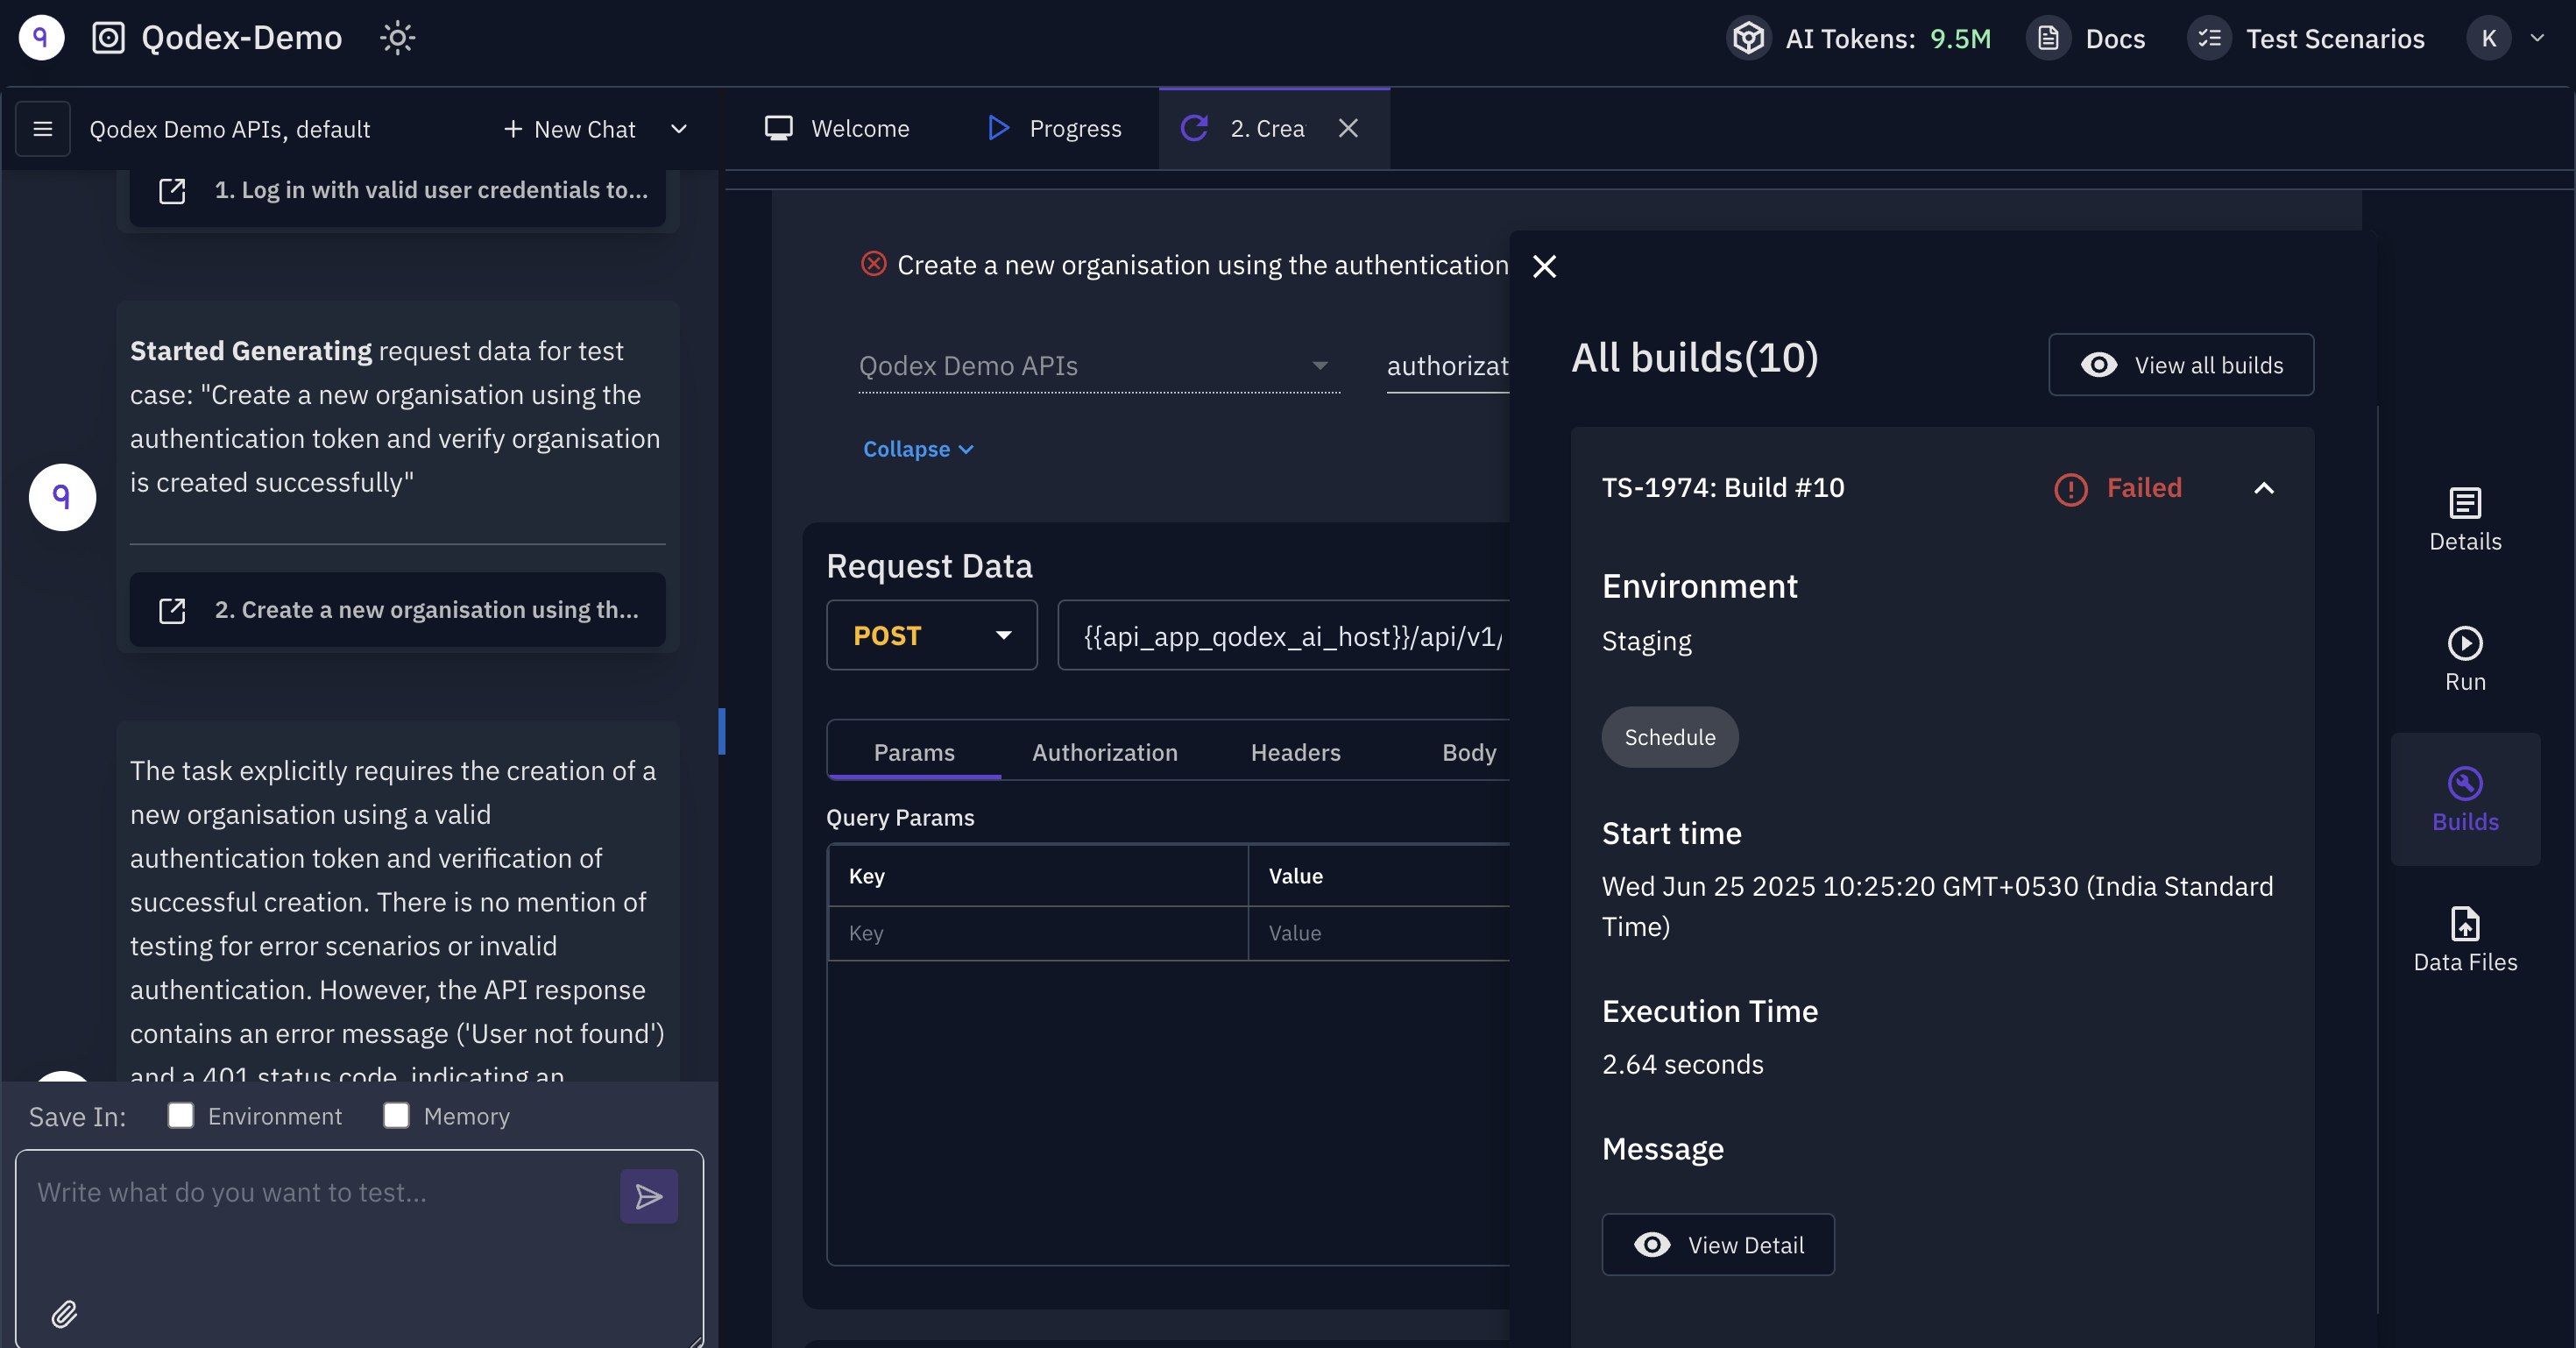 q Qodex-Demo
AI Tokens: 9.5M
Docs
Test Scenarios
K
Qodex Demo APIs, default
+ New Chat
Welcome
Progress
2. Crea
1. Log in with valid user credentials to...
Started Generating request data for test
case: "Create a new organisation using the
authentication token and verify organisation
is created successfully"
q
2. Create a new organisation using th...
The task explicitly requires the creation of a
new organisation using a valid
authentication token and verification of
successful creation. There is no mention of
testing for error scenarios or invalid
authentication. However, the API response
contains an error message ('User not found')
and a 401 status code, indicating an
Save In:
Environment
Memory
Write what do you want to test...
Create a new organisation using the authentication
Qodex Demo APIs
authorizat
Collapse
Request Data
POST
{{api_app_qodex_ai_host}}/api/v1/
Params
Authorization
Headers
Body
Query Params
Key
Value
Key
Value
All builds(10)
View all builds
TS-1974: Build #10
Failed
Environment
Staging
Schedule
Start time
Wed Jun 25 2025 10:25:20 GMT+0530 (India Standard
Time)
Execution Time
2.64 seconds
Message
View Detail
Details
Run
Builds
Data Files